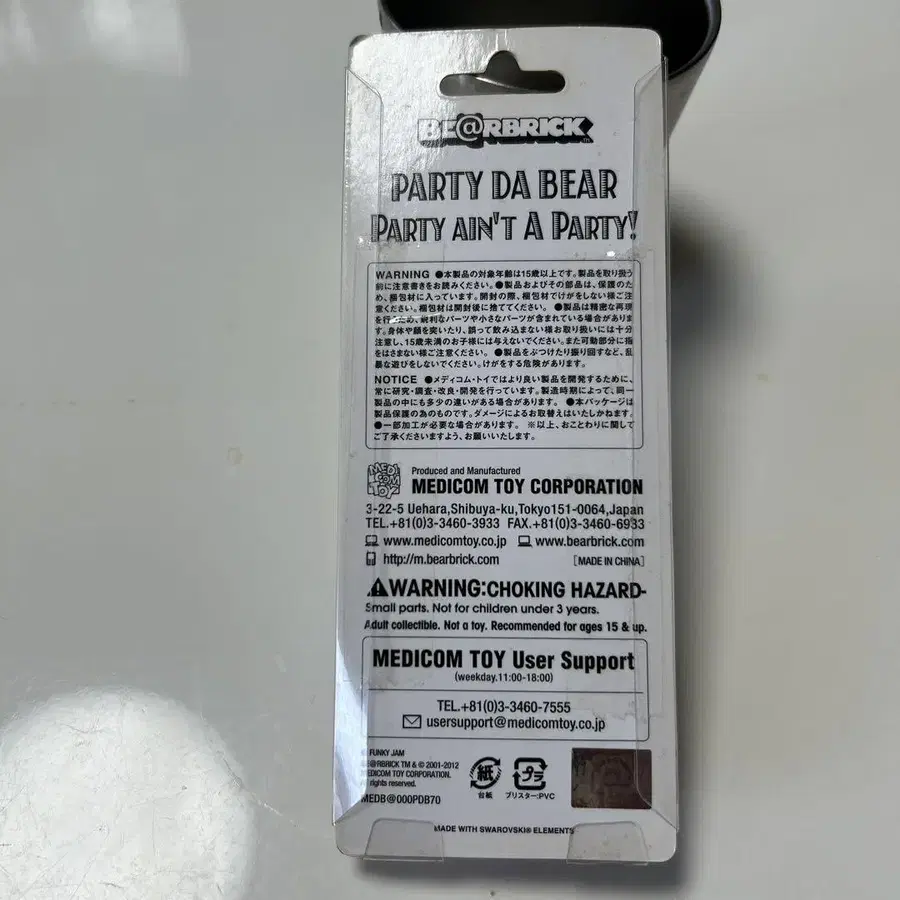 BE@RBRICK
PARTY DA BEAR
PARTY AIN'T A PARTY!
WARNING ●本製品の対象年齢は15歳以上です。製品を取り扱う
前に注意書きをお読みください。●製品およびその部品は、保護のた
め、梱包材に入っています。開封の際、梱包材でけがをしない様ご注
意ください。梱包材は開封後に捨ててください。 ●製品は精密な再現
を行うため、鋭利なパーツや小さなパーツが含まれている場合がありま
す。身体や顔を突いたり、誤って飲み込まない様お取り扱いには十分
注意し、15歳未満のお子様には与えないでください。また可動部分に指
をはさまない様ご注意ください。 ●製品をぶつけたり振り回すなど、乱
暴な遊びをしないでください。けがをする危険があります。
NOTICE ●メディコム・トイではより良い製品を開発するために、
常に研究・調査・改良・開発を行っています。製造時期によって、同一
製品の中にも多少の違いがある場合があります。 ●本パッケージは
製品保護の為のものです。ダメージによるお取替えはいたしかねます。
●一部加工が必要な場合があります。 ※以上、おことわりに関して
ご了承くださいますよう、お願いいたします。
MEDICOM TOY
Produced and Manufactured
MEDICOM TOY CORPORATION
3-22-5 Uehara,Shibuya-ku,Tokyo151-0064,Japan
TEL.+81(0)3-3460-3933 FAX.+81(0)3-3460-6933
www.medicomtoy.co.jp www.bearbrick.com
http://m.bearbrick.com [MADE IN CHINA]
WARNING:CHOKING HAZARD-
Small parts. Not for children under 3 years.
Adult collectible. Not a toy. Recommended for ages 15 & up.
MEDICOM TOY User Support
(weekday.11:00-18:00)
TEL.+81(0)3-3460-7555
usersupport@medicomtoy.co.jp
FUNKY JAM
BE@RBRICK TM & © 2001-2012
MEDICOM TOY CORPORATION.
All rights reserved.
MEDB@000PDB70
紙
台紙
プラ
ブリスター:PVC
MADE WITH SWAROVSKI® ELEMENTS